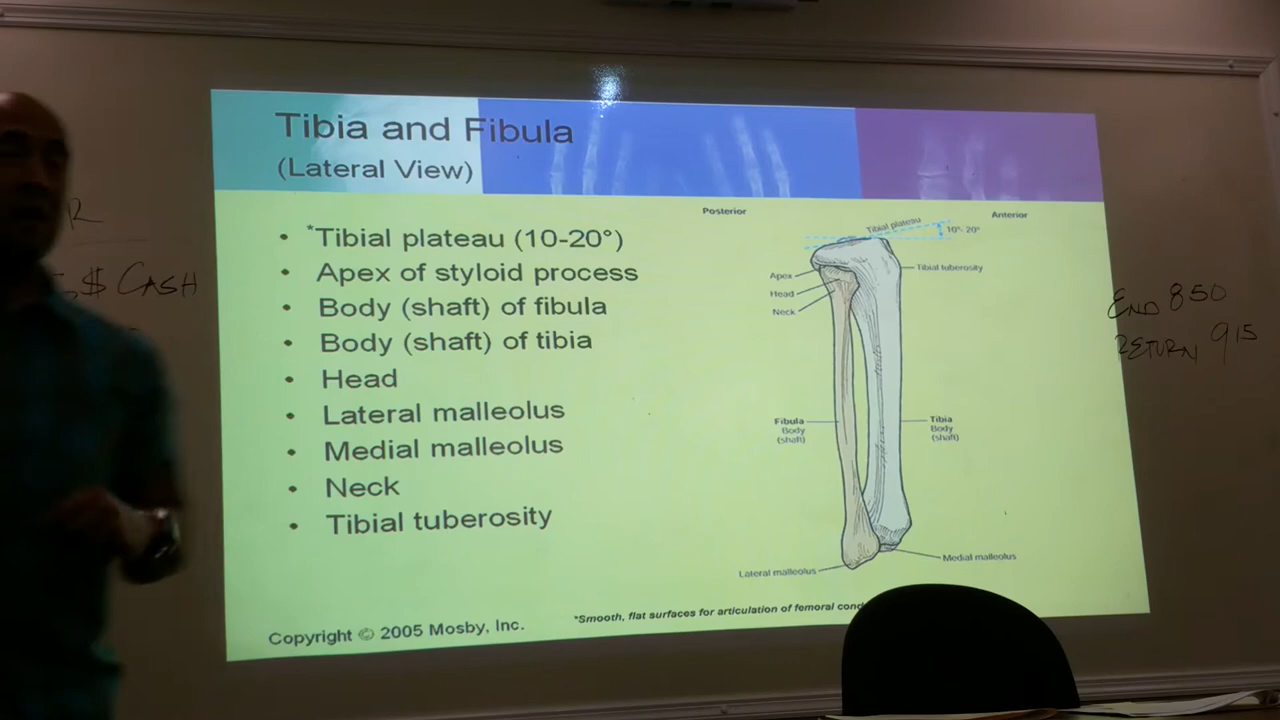 Tibia and Fibula
(Lateral View)
• *Tibial plateau (10-20°)
• Apex of styloid process
• Body (shaft) of fibula
• Body (shaft) of tibia
• Head
• Lateral malleolus
• Medial malleolus
• Neck
• Tibial tuberosity
Posterior
Anterior
Tibial plateau
10°- 20°
Apex
Head
Neck
Tibial tuberosity
Fibula
Body
(shaft)
Tibia
Body
(shaft)
Medial malleolus
Lateral malleolus
*Smooth, flat surfaces for articulation of femoral
Copyright © 2005 Mosby, Inc.
$ CASH
END 850
RETURN 915